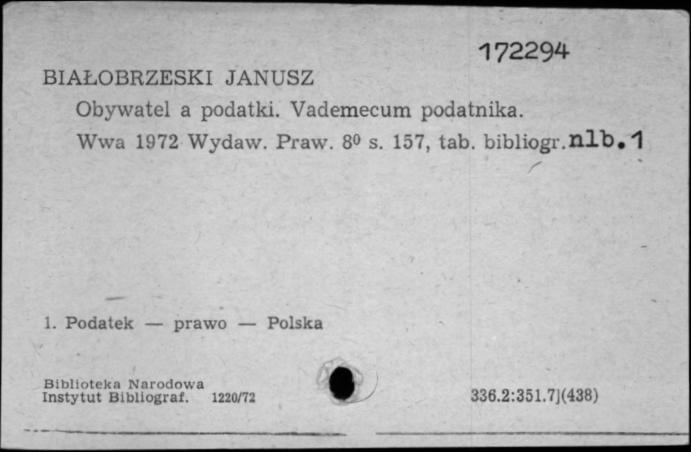 172294
BIAŁOBRZESKI JANUSZ
Obywatel a podatki. Vademecum podatnika.
Wwa 1972 Wydaw. Praw. 8⁰ s. 157, tab. bibliogr. nlb. 1
1. Podatek — prawo — Polska
Biblioteka Narodowa
Instytut Bibliograf. 1220/72
336.2:351.7](438)